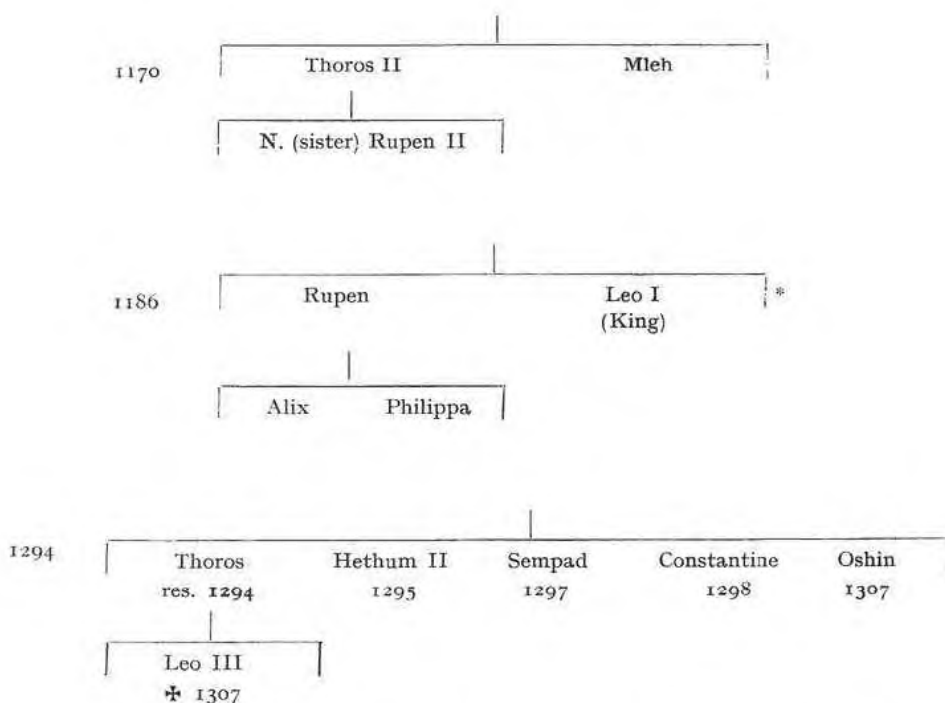 1170 Thoros II Mleh
N. (sister) Rupen II
1186 Rupen Leo I *
(King)
Alix Philippa
1294 Thoros Hethum II Sempad Constantine Oshin
res. 1294 1295 1297 1298 1307
Leo III
✠ 1307